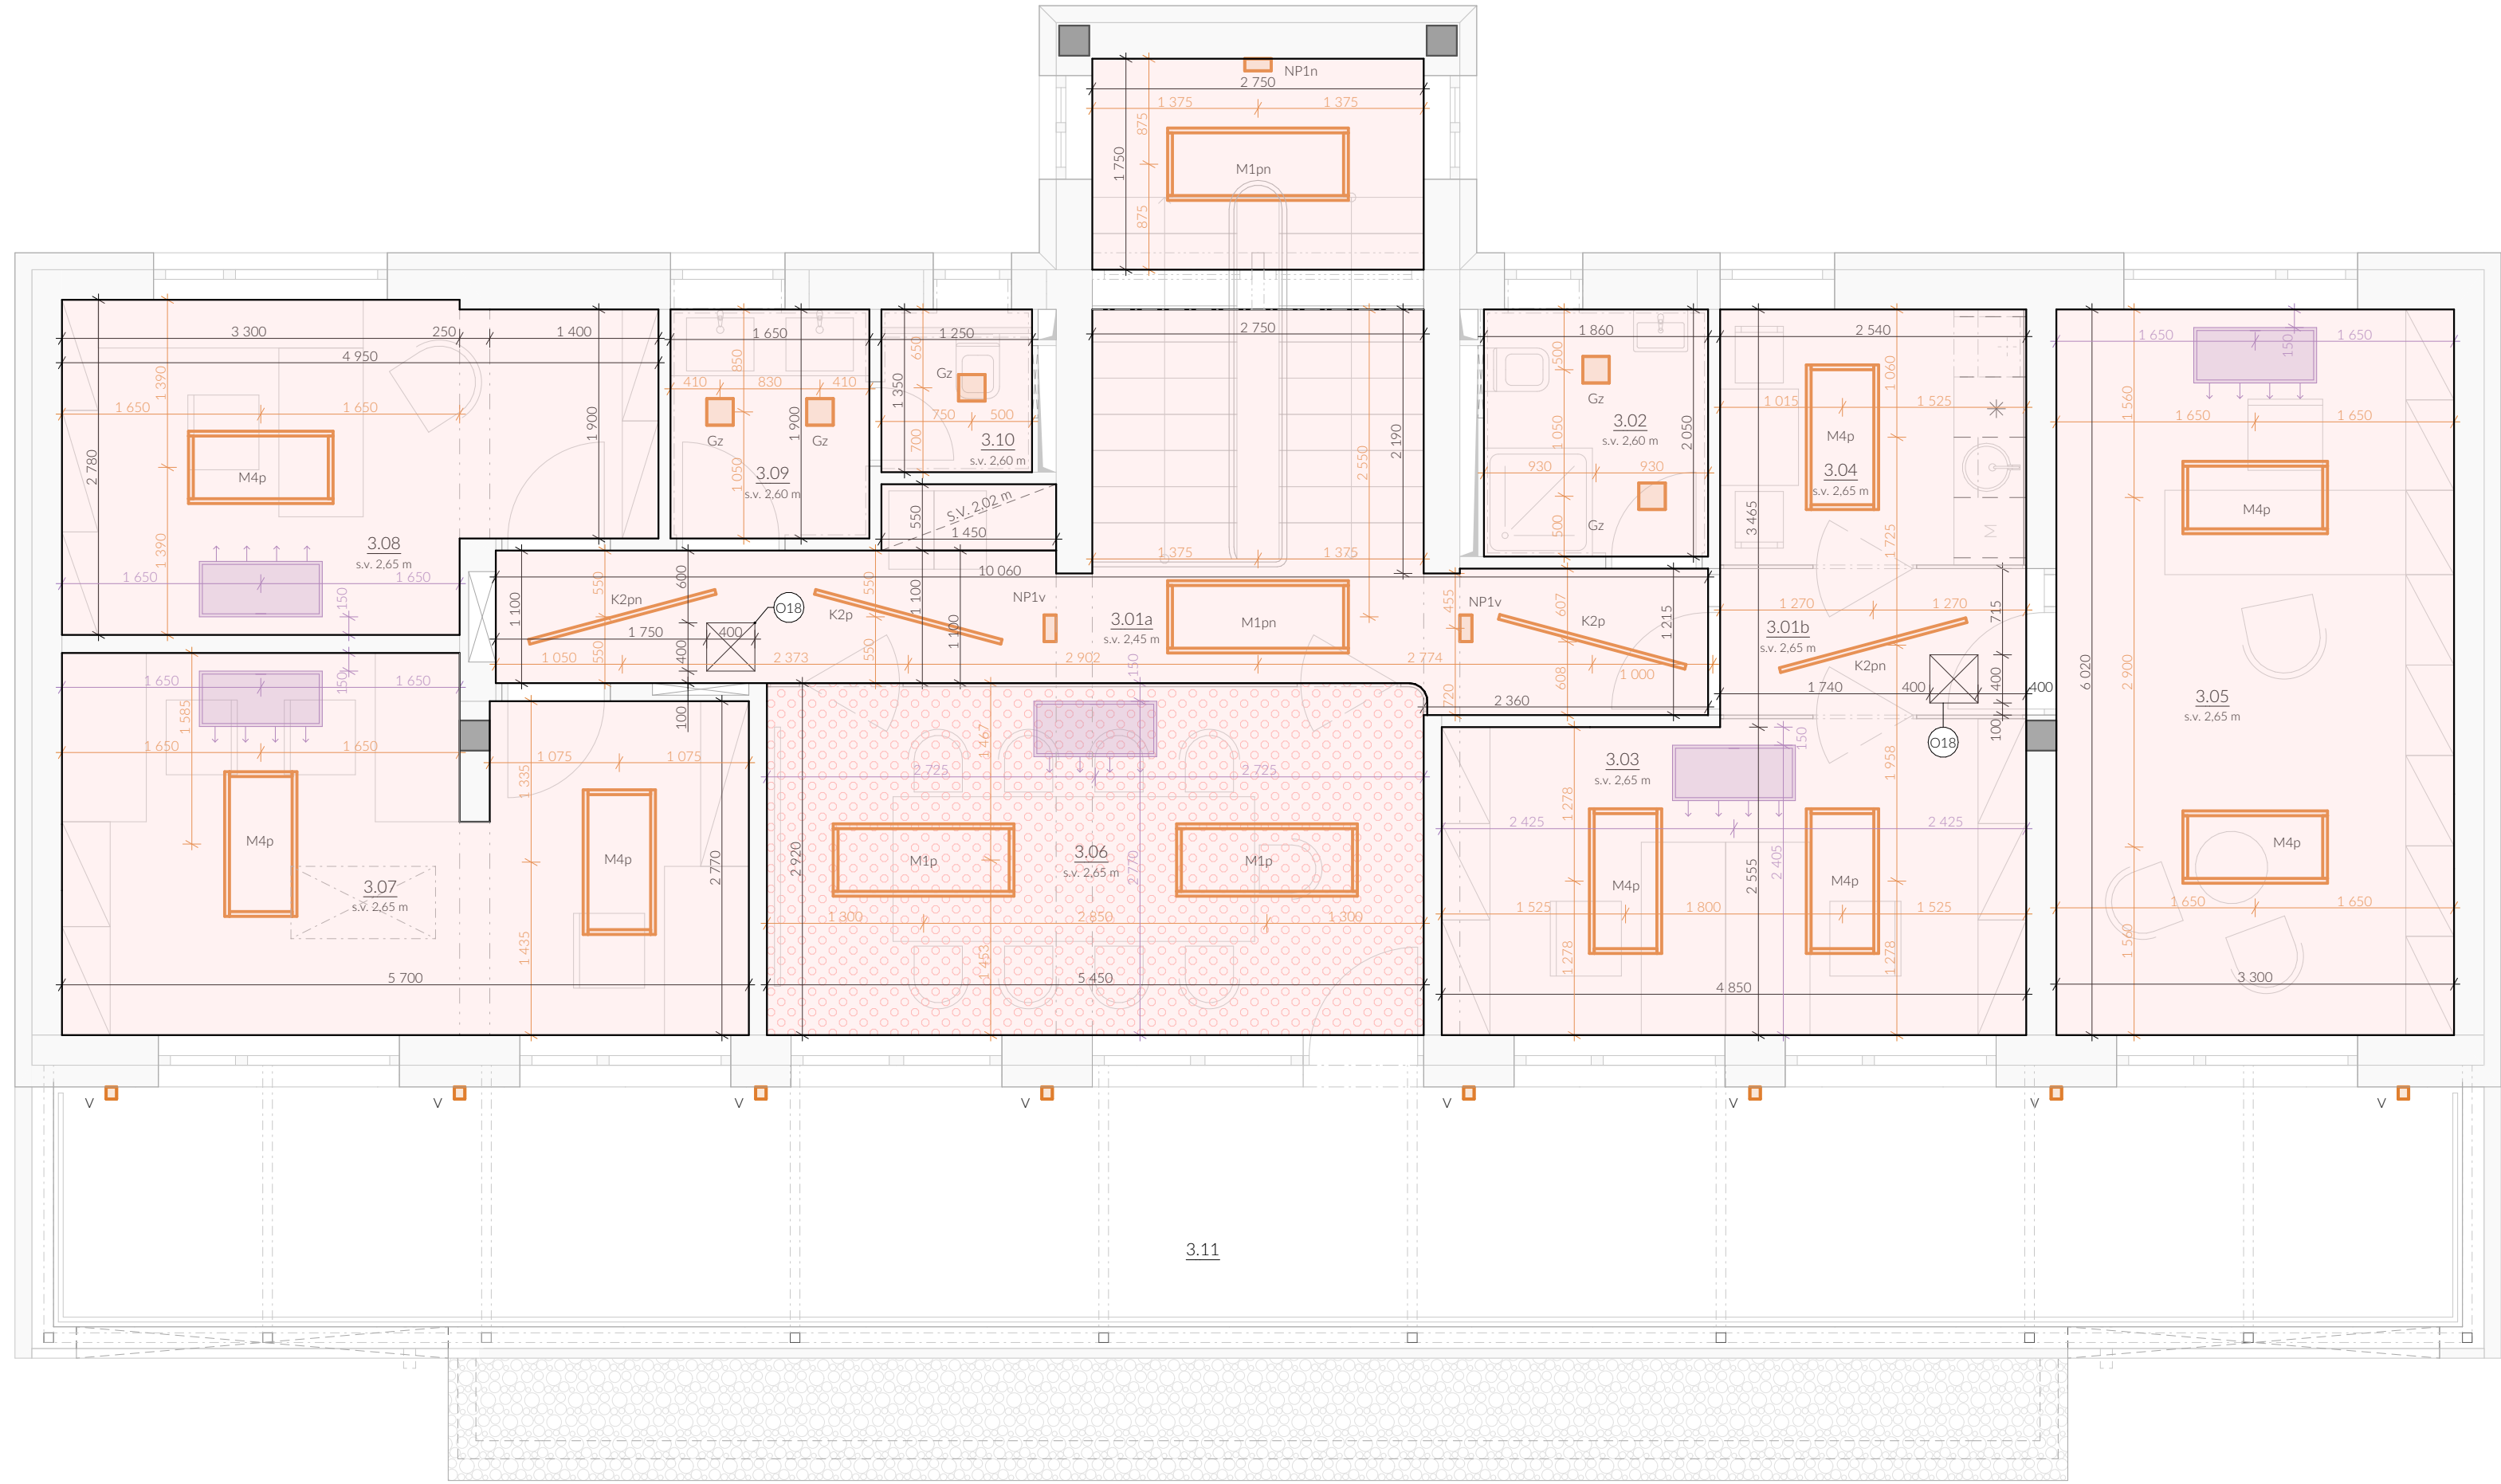 NP1n
2 750
1 375
1 375
875
1 750
M1pn
875
3 300
250
1 400
4 950
1 390
1 650
1 650
1 900
2 780
M4p
3.08
s.v. 2,65 m
1 390
1 650
1 650
150
1 650
850
410
830
410
1 900
Gz
Gz
3.09
s.v. 2,60 m
1 050
1 250
650
1 350
Gz
750
500
700
3.10
s.v. 2,60 m
S.V. 2,02 m
550
1 450
2 750
2 190
2 550
1 375
1 375
1 860
500
Gz
3.02
s.v. 2,60 m
1 050
2 050
930
930
500
Gz
2 540
1 060
1 015
1 525
M4p
3.04
s.v. 2,65 m
3 465
1 725
M
1 650
1 650
150
1 560
1 650
1 650
M4p
10 060
1 100
550
600
K2pn
O18
1 750
400
400
550
1 050
2 373
550
1 100
K2p
550
1 100
NP1v
3.01a
s.v. 2,45 m
M1pn
2 902
150
2 774
455
NP1v
607
K2p
1 215
608
1 000
720
2 360
1 270
1 270
715
3.01b
s.v. 2,65 m
K2pn
1 740
400
400
400
100
O18
6 020
2 900
3.05
s.v. 2,65 m
150
1 650
1 650
1 585
1 650
1 650
100
1 075
1 075
1 335
M4p
M4p
2 770
3.07
s.v. 2,65 m
1 435
5 700
1 467
2 725
2 725
2 920
M1p
3.06
s.v. 2,65 m
2 770
M1p
1 300
2 850
1 300
1 453
5 450
3.03
s.v. 2,65 m
150
1 958
1 278
2 425
2 425
2 555
2 405
M4p
M4p
1 525
1 800
1 525
1 278
1 278
4 850
M4p
1 650
1 650
1 560
3 300
V
V
V
V
V
V
V
V
3.11